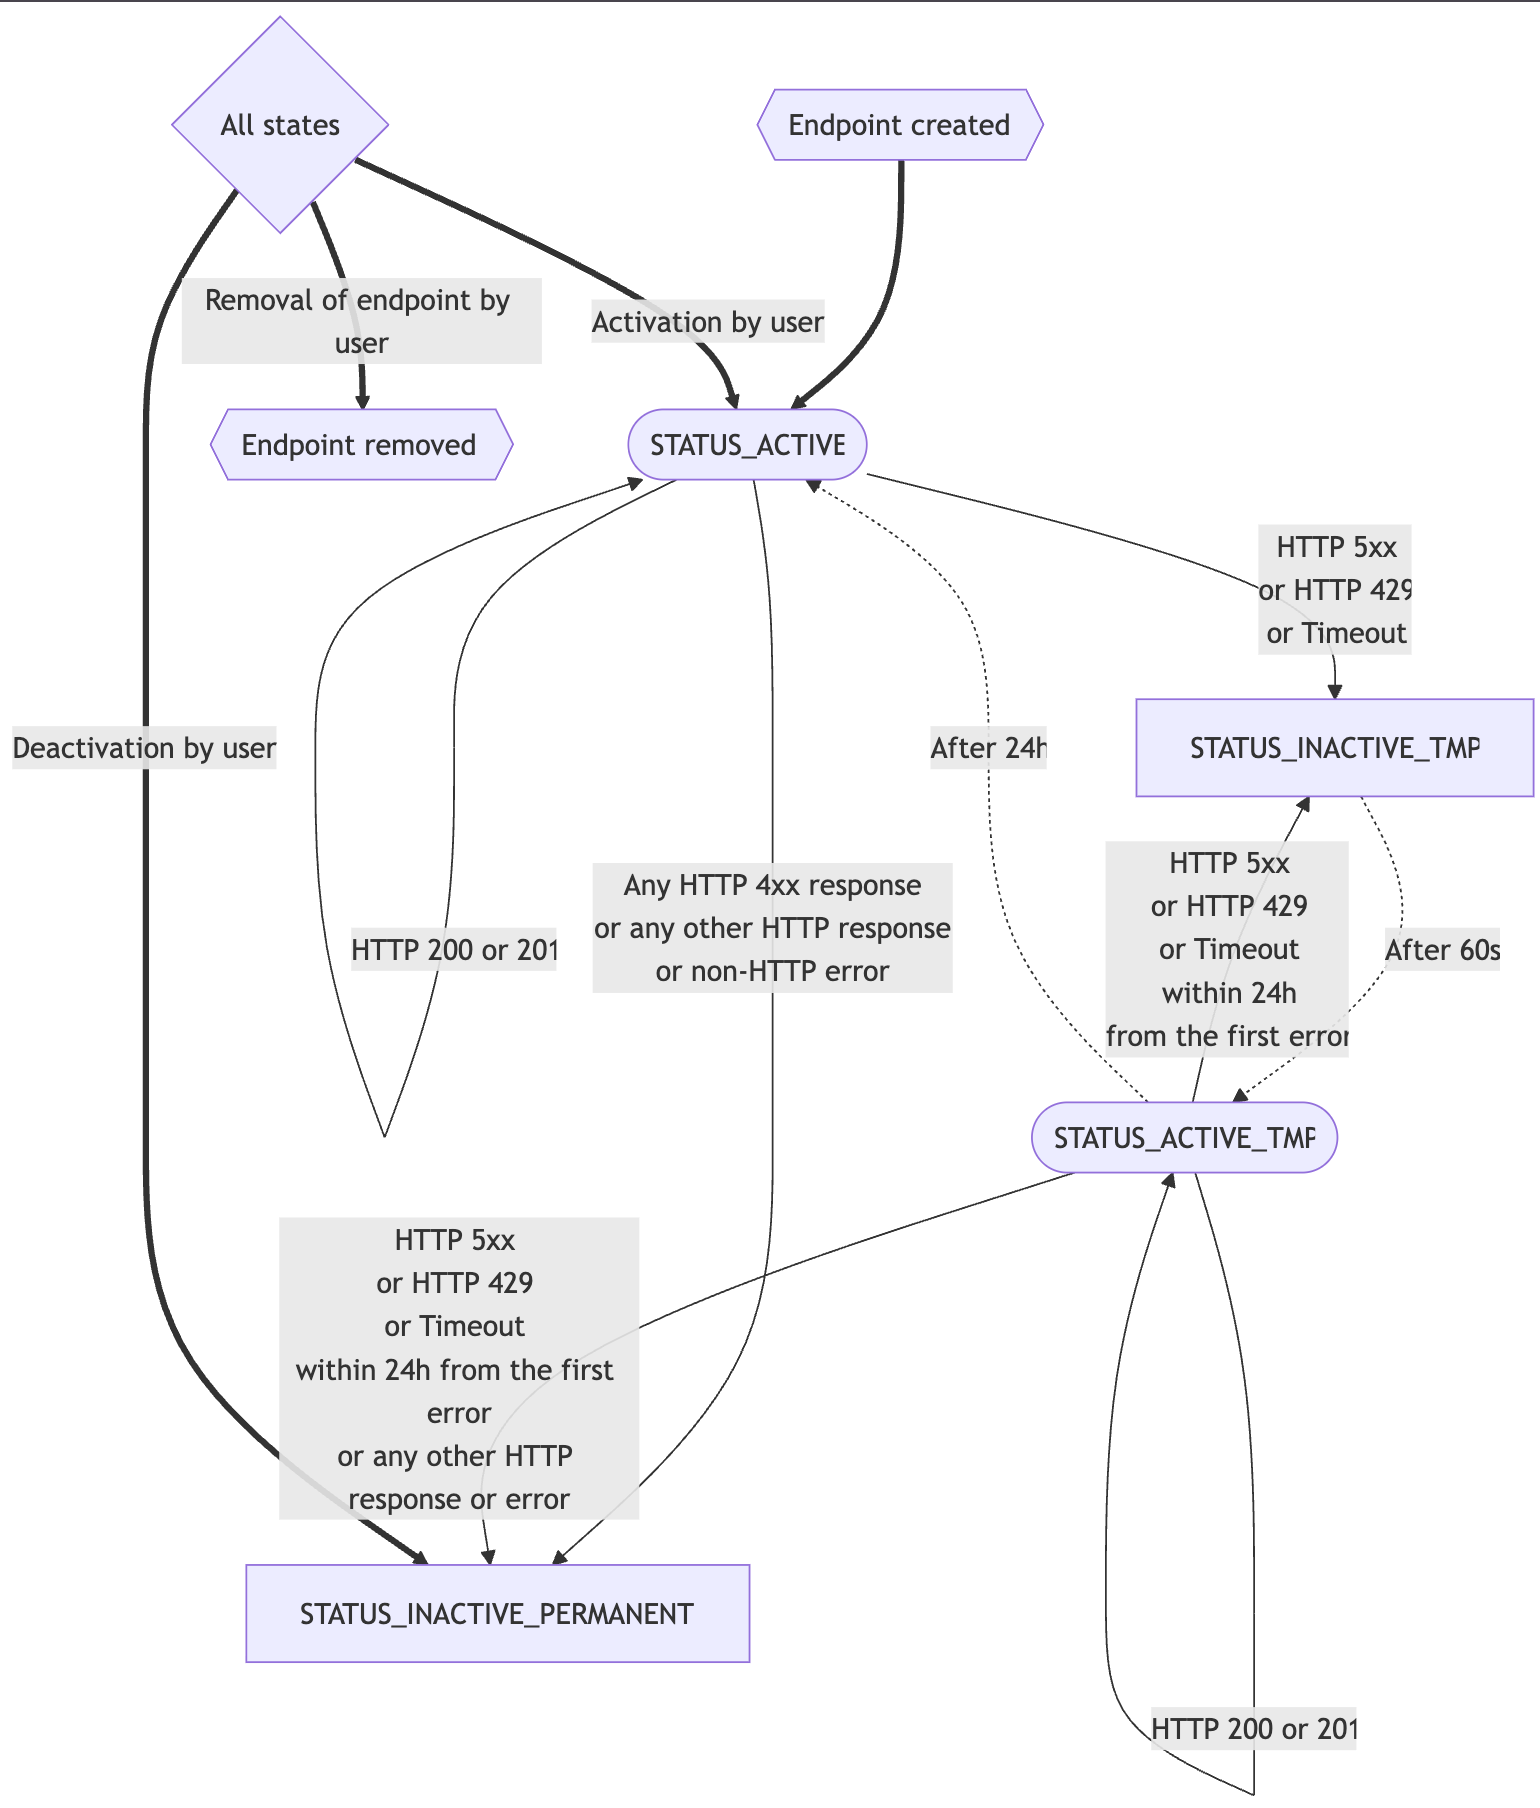 All states
Endpoint created
Removal of endpoint by
user
Activation by user
Endpoint removed
STATUS_ACTIVE
HTTP 5xx
or HTTP 429
or Timeout
Deactivation by user
After 24h
STATUS_INACTIVE_TMP
Any HTTP 4xx response
or any other HTTP response
or non-HTTP error
HTTP 200 or 201
HTTP 5xx
or HTTP 429
or Timeout
within 24h
from the first error
After 60s
STATUS_ACTIVE_TMP
HTTP 5xx
or HTTP 429
or Timeout
within 24h from the first
error
or any other HTTP
response or error
STATUS_INACTIVE_PERMANENT
HTTP 200 or 201